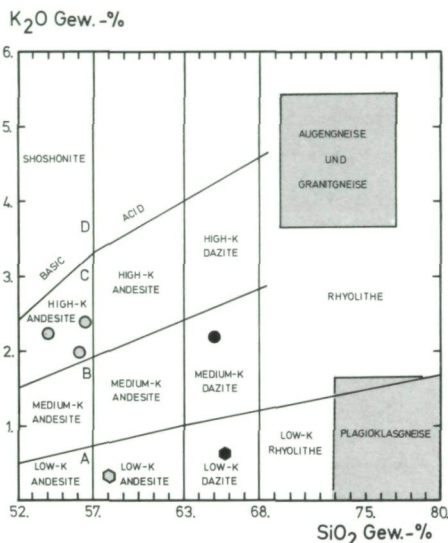 K₂O Gew.-%
6.
5.
4.
3.
2.
1.
SHOSHONITE
BASIC
ACID
D
C
B
A
AUGENGNEISE
UND
GRANITGNEISE
HIGH-K
ANDESITE
HIGH-K
ANDESITE
HIGH-K
DAZITE
RHYOLITHE
MEDIUM-K
ANDESITE
MEDIUM-K
ANDESITE
MEDIUM-K
DAZITE
LOW-K
ANDESITE
LOW-K
ANDESITE
LOW-K
DAZITE
LOW-K
RHYOLITHE
PLAGIOKLASGNEISE
52. 57. 63. 68. 75. 80.
SiO₂ Gew.-%